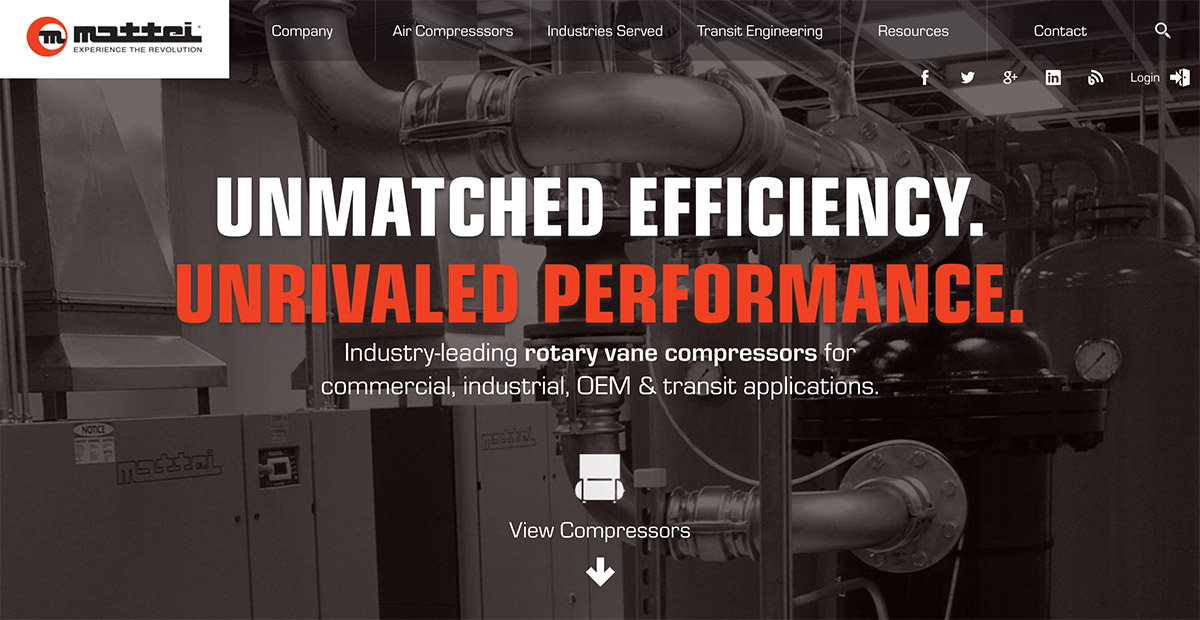 mattei
EXPERIENCE THE REVOLUTION
Company
Air Compresssors
Industries Served
Transit Engineering
Resources
Contact
Login
UNMATCHED EFFICIENCY.
UNRIVALED PERFORMANCE.
Industry-leading rotary vane compressors for
commercial, industrial, OEM & transit applications.
NOTICE
mattei
mattei
View Compressors